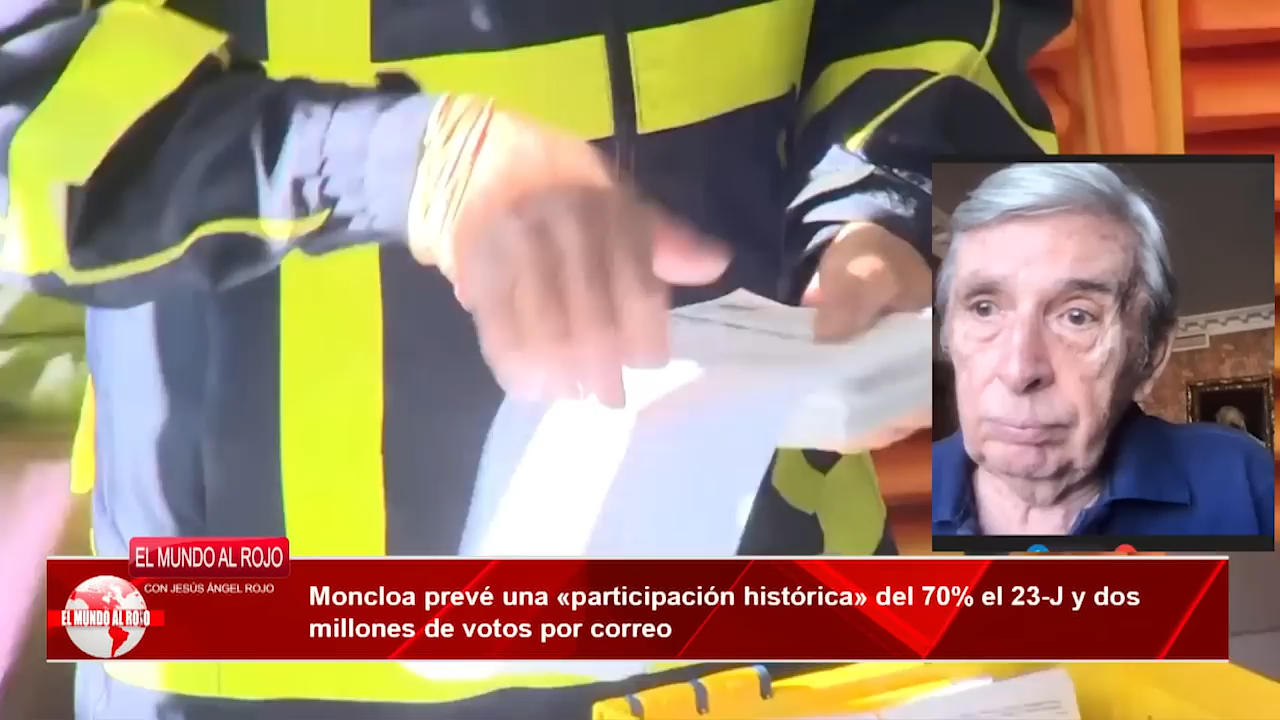 EL MUNDO AL ROJO
CON JESÚS ÁNGEL ROJO
EL MUNDO AL ROJO
Moncloa prevé una «participación histórica» del 70% el 23-J y dos
millones de votos por correo